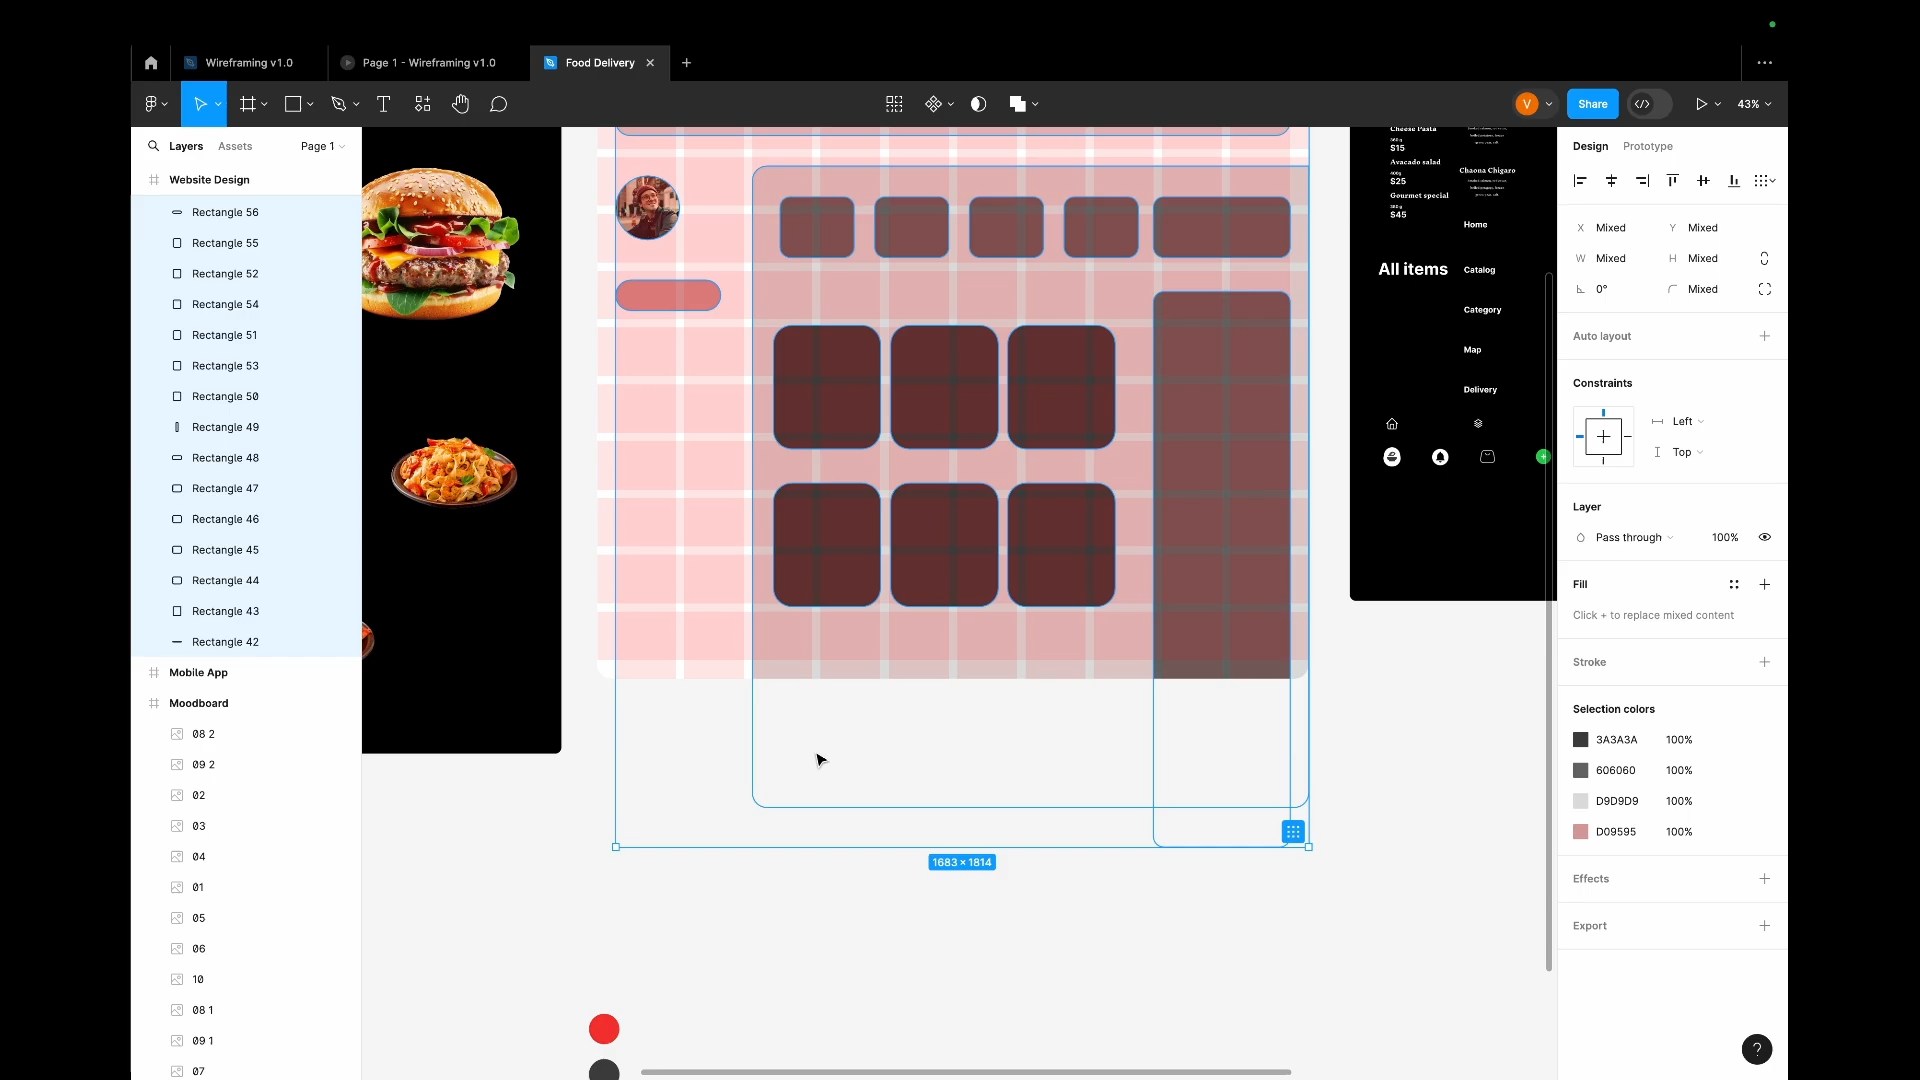 Wireframing v1.0
Page 1 - Wireframing v1.0
Food Delivery
V
Share
43%
Layers
Assets
Page 1
Website Design
Rectangle 56
Rectangle 55
Rectangle 52
Rectangle 54
Rectangle 51
Rectangle 53
Rectangle 50
Rectangle 49
Rectangle 48
Rectangle 47
Rectangle 46
Rectangle 45
Rectangle 44
Rectangle 43
Rectangle 42
Mobile App
Moodboard
08 2
09 2
02
03
04
01
05
06
10
08 1
09 1
07
1683 × 1814
Cheese Pasta
$15
Avacado salad
400g
$25
Gourmet special
$45
All items
Chaona Chigaro
Home
Catalog
Category
Map
Delivery
Design
Prototype
X Mixed
Y Mixed
W Mixed
H Mixed
0°
Mixed
Auto layout
Constraints
Left
Top
Layer
Pass through
100%
Fill
Click + to replace mixed content
Stroke
Selection colors
3A3A3A 100%
606060 100%
D9D9D9 100%
D09595 100%
Effects
Export
?